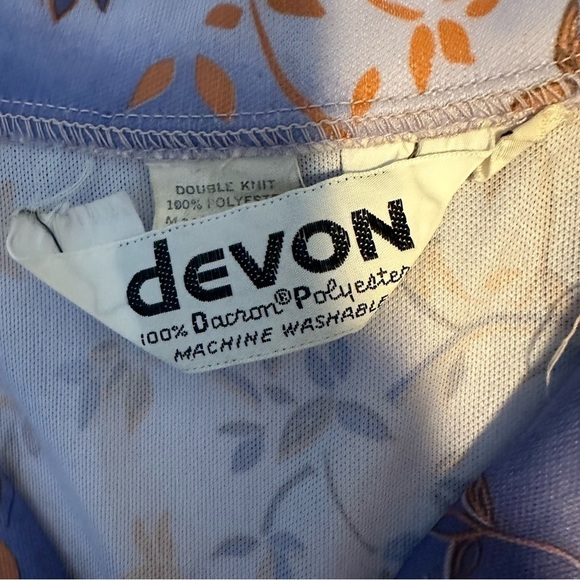 DOUBLE KNIT
100% POLYESTER
devon
100% Dacron® Polyester
MACHINE WASHABLE